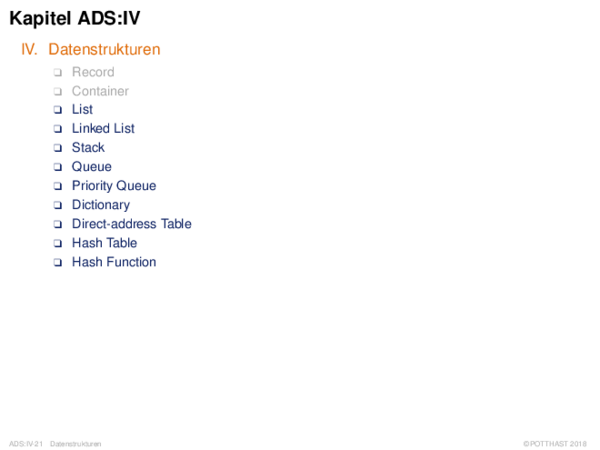 Kapitel ADS:IV
IV. Datenstrukturen
❑ Record
❑ Container
❑ List
❑ Linked List
❑ Stack
❑ Queue
❑ Priority Queue
❑ Dictionary
❑ Direct-address Table
❑ Hash Table
❑ Hash Function
ADS:IV-21 Datenstrukturen ©POTTHAST 2018